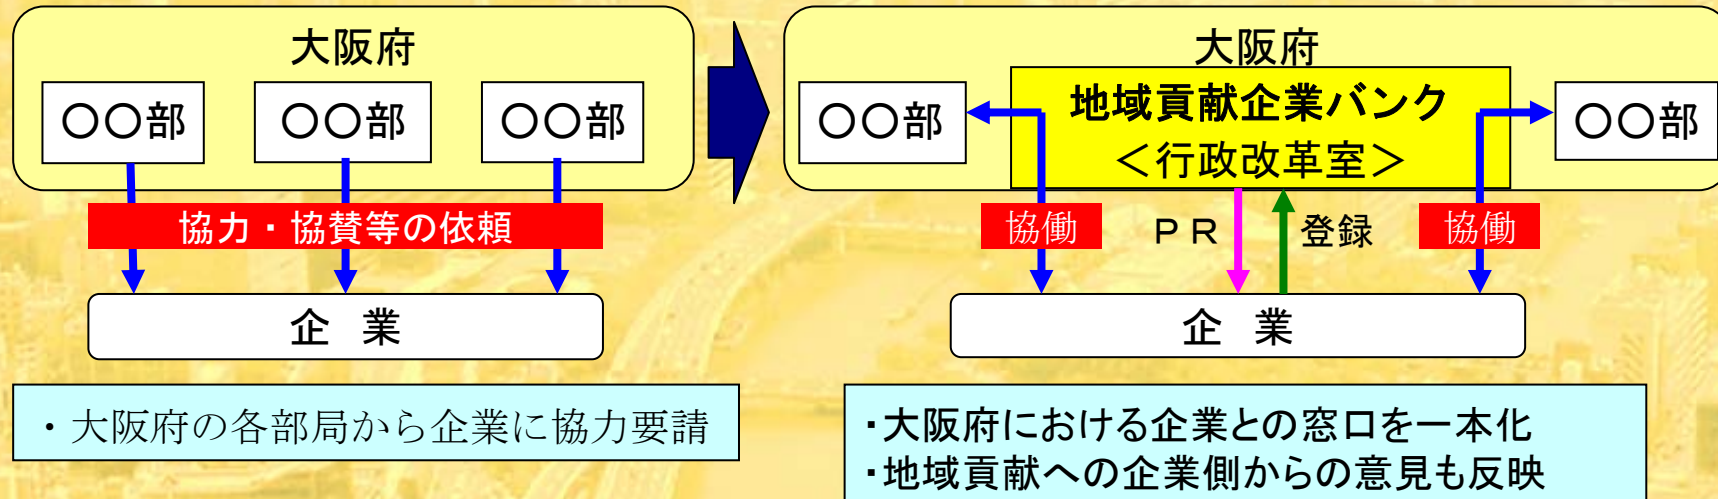 大阪府
〇〇部
〇〇部
〇〇部
協力・協賛等の依頼
企　業
・大阪府の各部局から企業に協力要請
大阪府
地域貢献企業バンク
＜行政改革室＞
〇〇部
〇〇部
協働
ＰＲ
登録
協働
企　業
・大阪府における企業との窓口を一本化
・地域貢献への企業側からの意見も反映